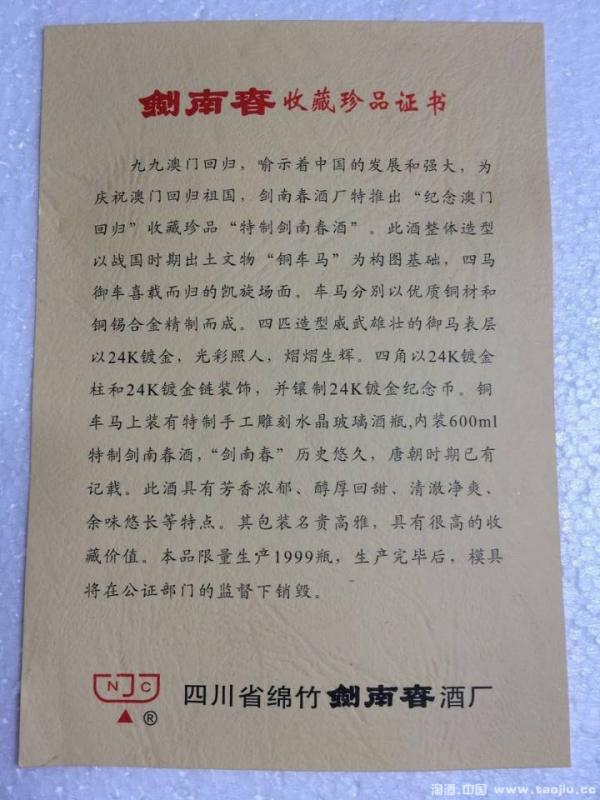 剑南春收藏珍品证书
九九澳门回归，喻示着中国的发展和强大，为
庆祝澳门回归祖国，剑南春酒厂特推出“纪念澳门
回归”收藏珍品“特制剑南春酒”。此酒整体造型
以战国时期出土文物“铜车马”为构图基础，四马
御车喜载而归的凯旋场面。车马分别以优质铜材和
铜锡合金精制而成。四匹造型威武雄壮的御马表层
以24K镀金，光彩照人，熠熠生辉。四角以24K镀金
柱和24K镀金链装饰，并镶制24K镀金纪念币。铜
车马上装有特制手工雕刻水晶玻璃酒瓶,内装600ml
特制剑南春酒，“剑南春”历史悠久，唐朝时期已有
记载。此酒具有芳香浓郁、醇厚回甜、清澈净爽、
余味悠长等特点。其包装名贵高雅，具有很高的收
藏价值。本品限量生产1999瓶，生产完毕后，模具
将在公证部门的监督下销毁。
NJC
®
四川省绵竹剑南春酒厂
淘酒.中国 www.taojiu.cc